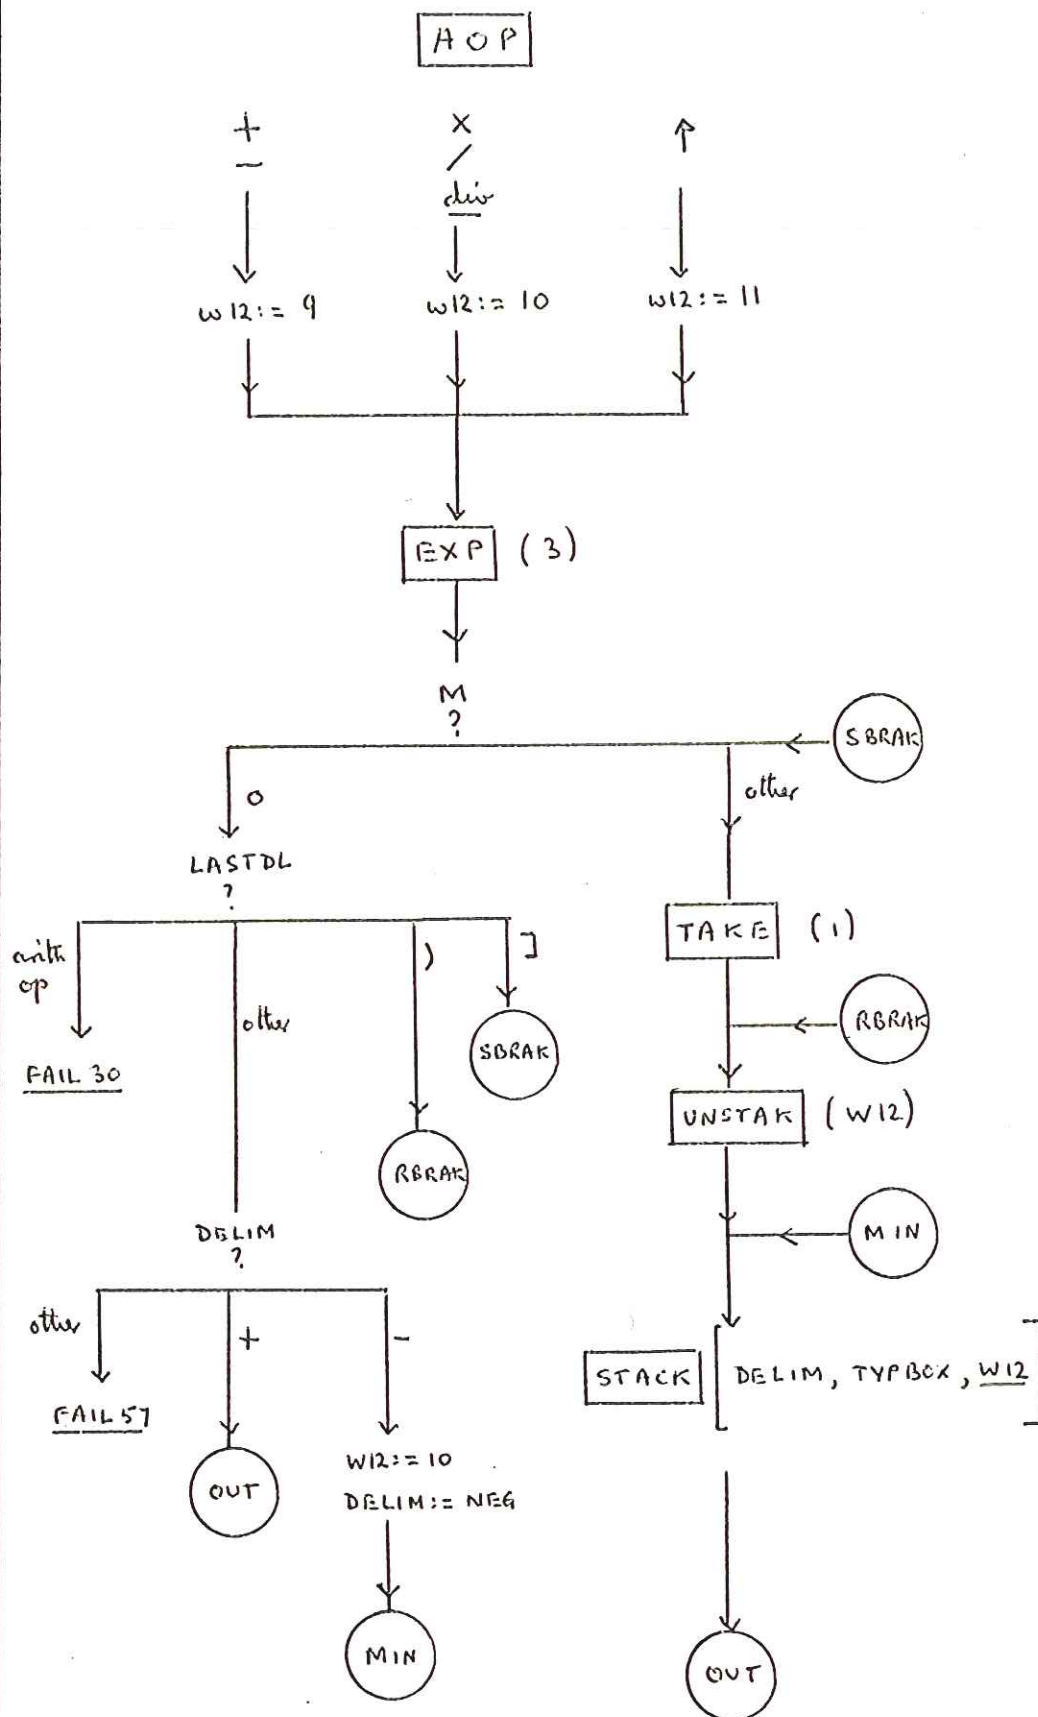 AOP
+ × ↑
− /
div
W12:= 9 W12:= 10 W12:= 11
EXP (3)
M
?
SBRAK
0 other
LASTDL
?
TAKE (1)
arith
op
other ) ]
RBRAK
SBRAK
FAIL 30
UNSTAK (W12)
RBRAK
DELIM
?
MIN
other + −
STACK [DELIM, TYPBOX, W12]
FAIL 57
W12:= 10
OUT
DELIM:= NEG
MIN
OUT